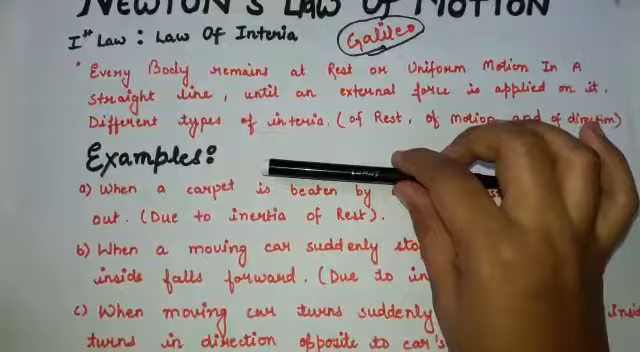 NEWTON'S LAW OF MOTION
Ist Law : Law Of Interia Galileo
" Every Body remains at Rest or Uniform Motion In A
straight line, until an external force is applied on it.
Different types of interia. (of Rest, of motion and of direction)
Examples:
a) When a carpet is beaten by
out. (Due to inertia of Rest).
b) When a moving car suddenly
inside falls forward. (Due to
c) When moving car turns suddenly
turns in direction opposite to car's